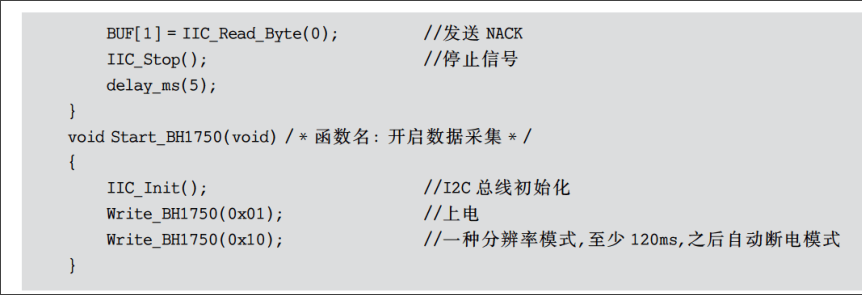 BUF[1] = IIC_Read_Byte(0); //发送 NACK
IIC_Stop(); //停止信号
delay_ms(5);
}
void Start_BH1750(void) / * 函数名: 开启数据采集 * /
{
IIC_Init(); //I2C 总线初始化
Write_BH1750(0x01); //上电
Write_BH1750(0x10); //一种分辨率模式,至少 120ms,之后自动断电模式
}